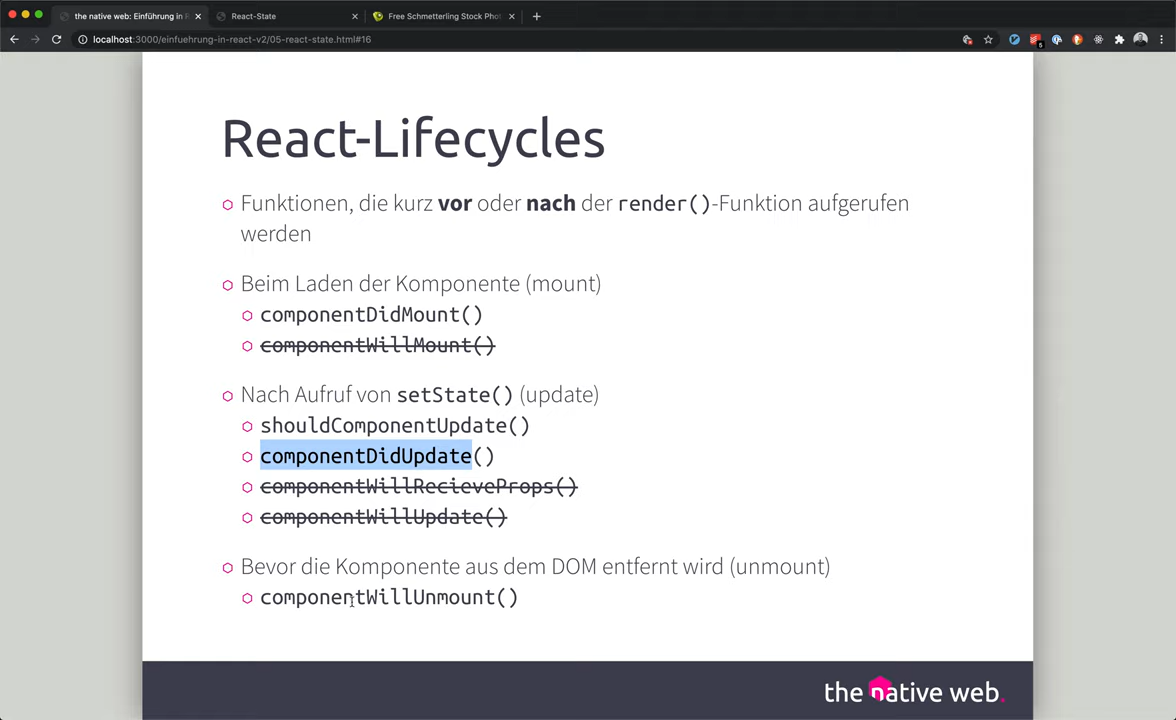 the native web: Einführung in R
React-State
Free Schmetterling Stock Phot
localhost:3000/einfuehrung-in-react-v2/05-react-state.html#16
5
React-Lifecycles
Funktionen, die kurz vor oder nach der render()-Funktion aufgerufen
werden
Beim Laden der Komponente (mount)
componentDidMount()
componentWillMount()
Nach Aufruf von setState() (update)
shouldComponentUpdate()
componentDidUpdate()
componentWillRecieveProps()
componentWillUpdate()
Bevor die Komponente aus dem DOM entfernt wird (unmount)
componentWillUnmount()
the native web.